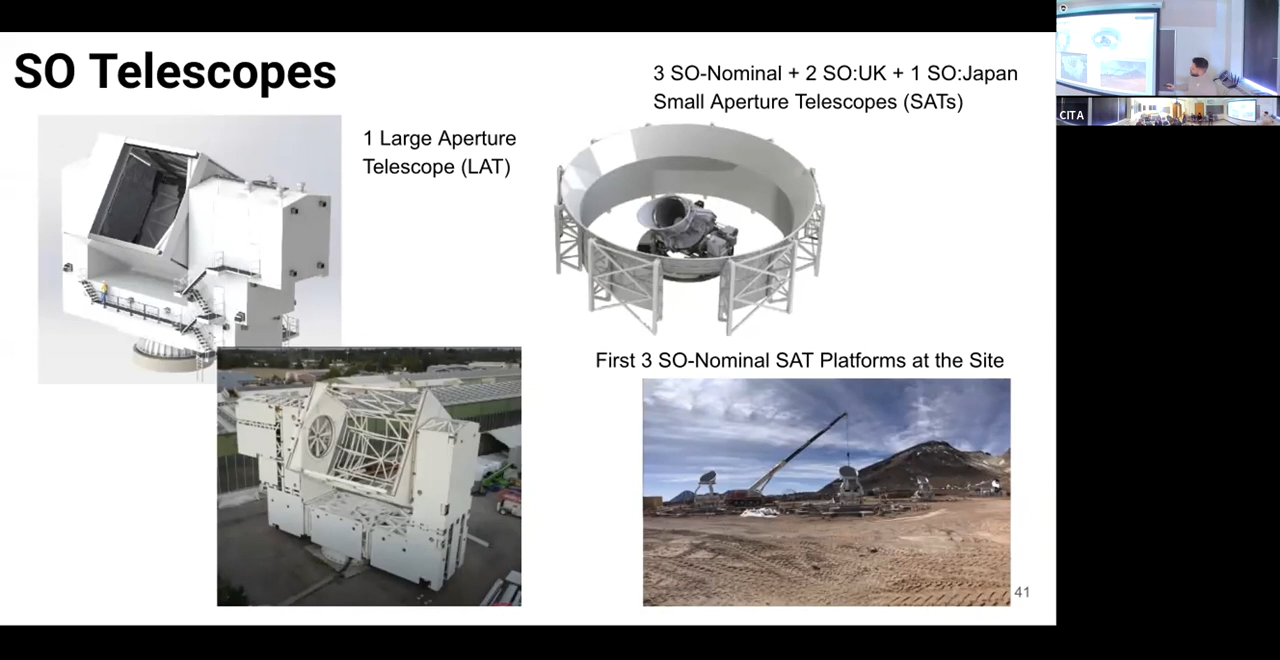 SO Telescopes
1 Large Aperture
Telescope (LAT)
3 SO-Nominal + 2 SO:UK + 1 SO:Japan
Small Aperture Telescopes (SATs)
First 3 SO-Nominal SAT Platforms at the Site
41
CITA